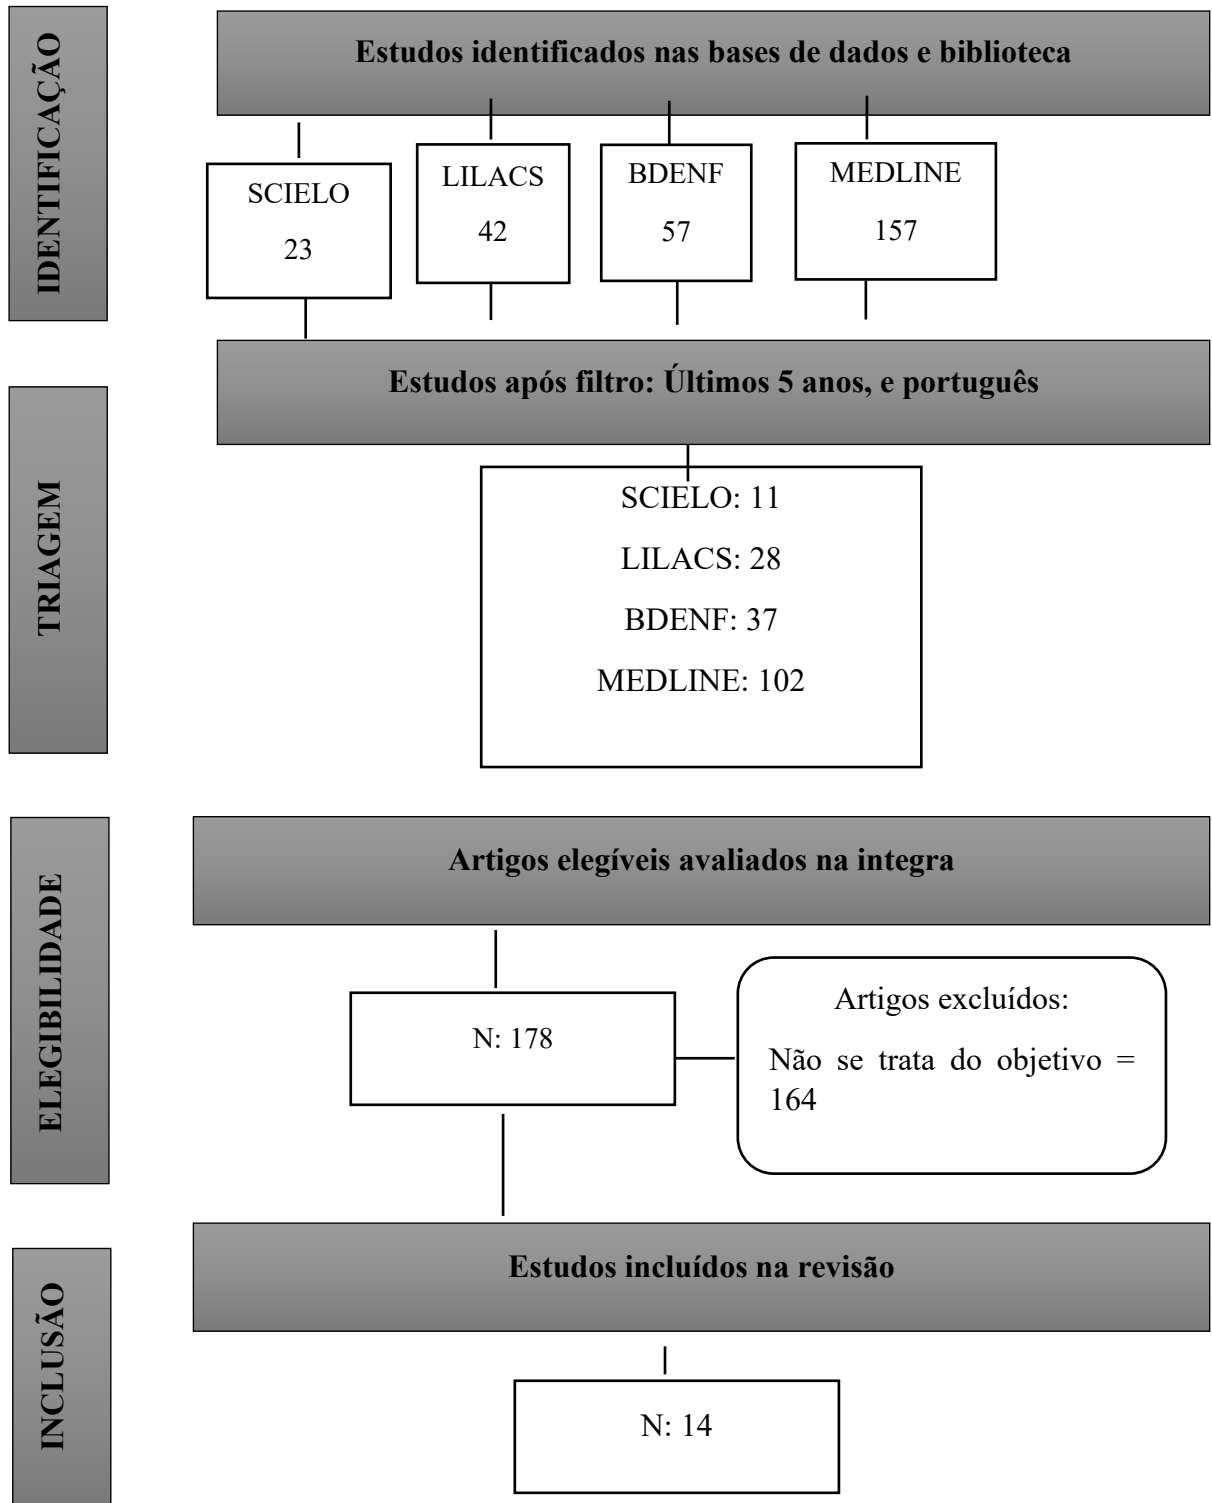 IDENTIFICAÇÃO
Estudos identificados nas bases de dados e biblioteca
SCIELO
23
LILACS
42
BDENF
57
MEDLINE
157
TRIAGEM
Estudos após filtro: Últimos 5 anos, e português
SCIELO: 11
LILACS: 28
BDENF: 37
MEDLINE: 102
ELEGIBILIDADE
Artigos elegíveis avaliados na integra
N: 178
Artigos excluídos:
Não se trata do objetivo =
164
INCLUSÃO
Estudos incluídos na revisão
N: 14